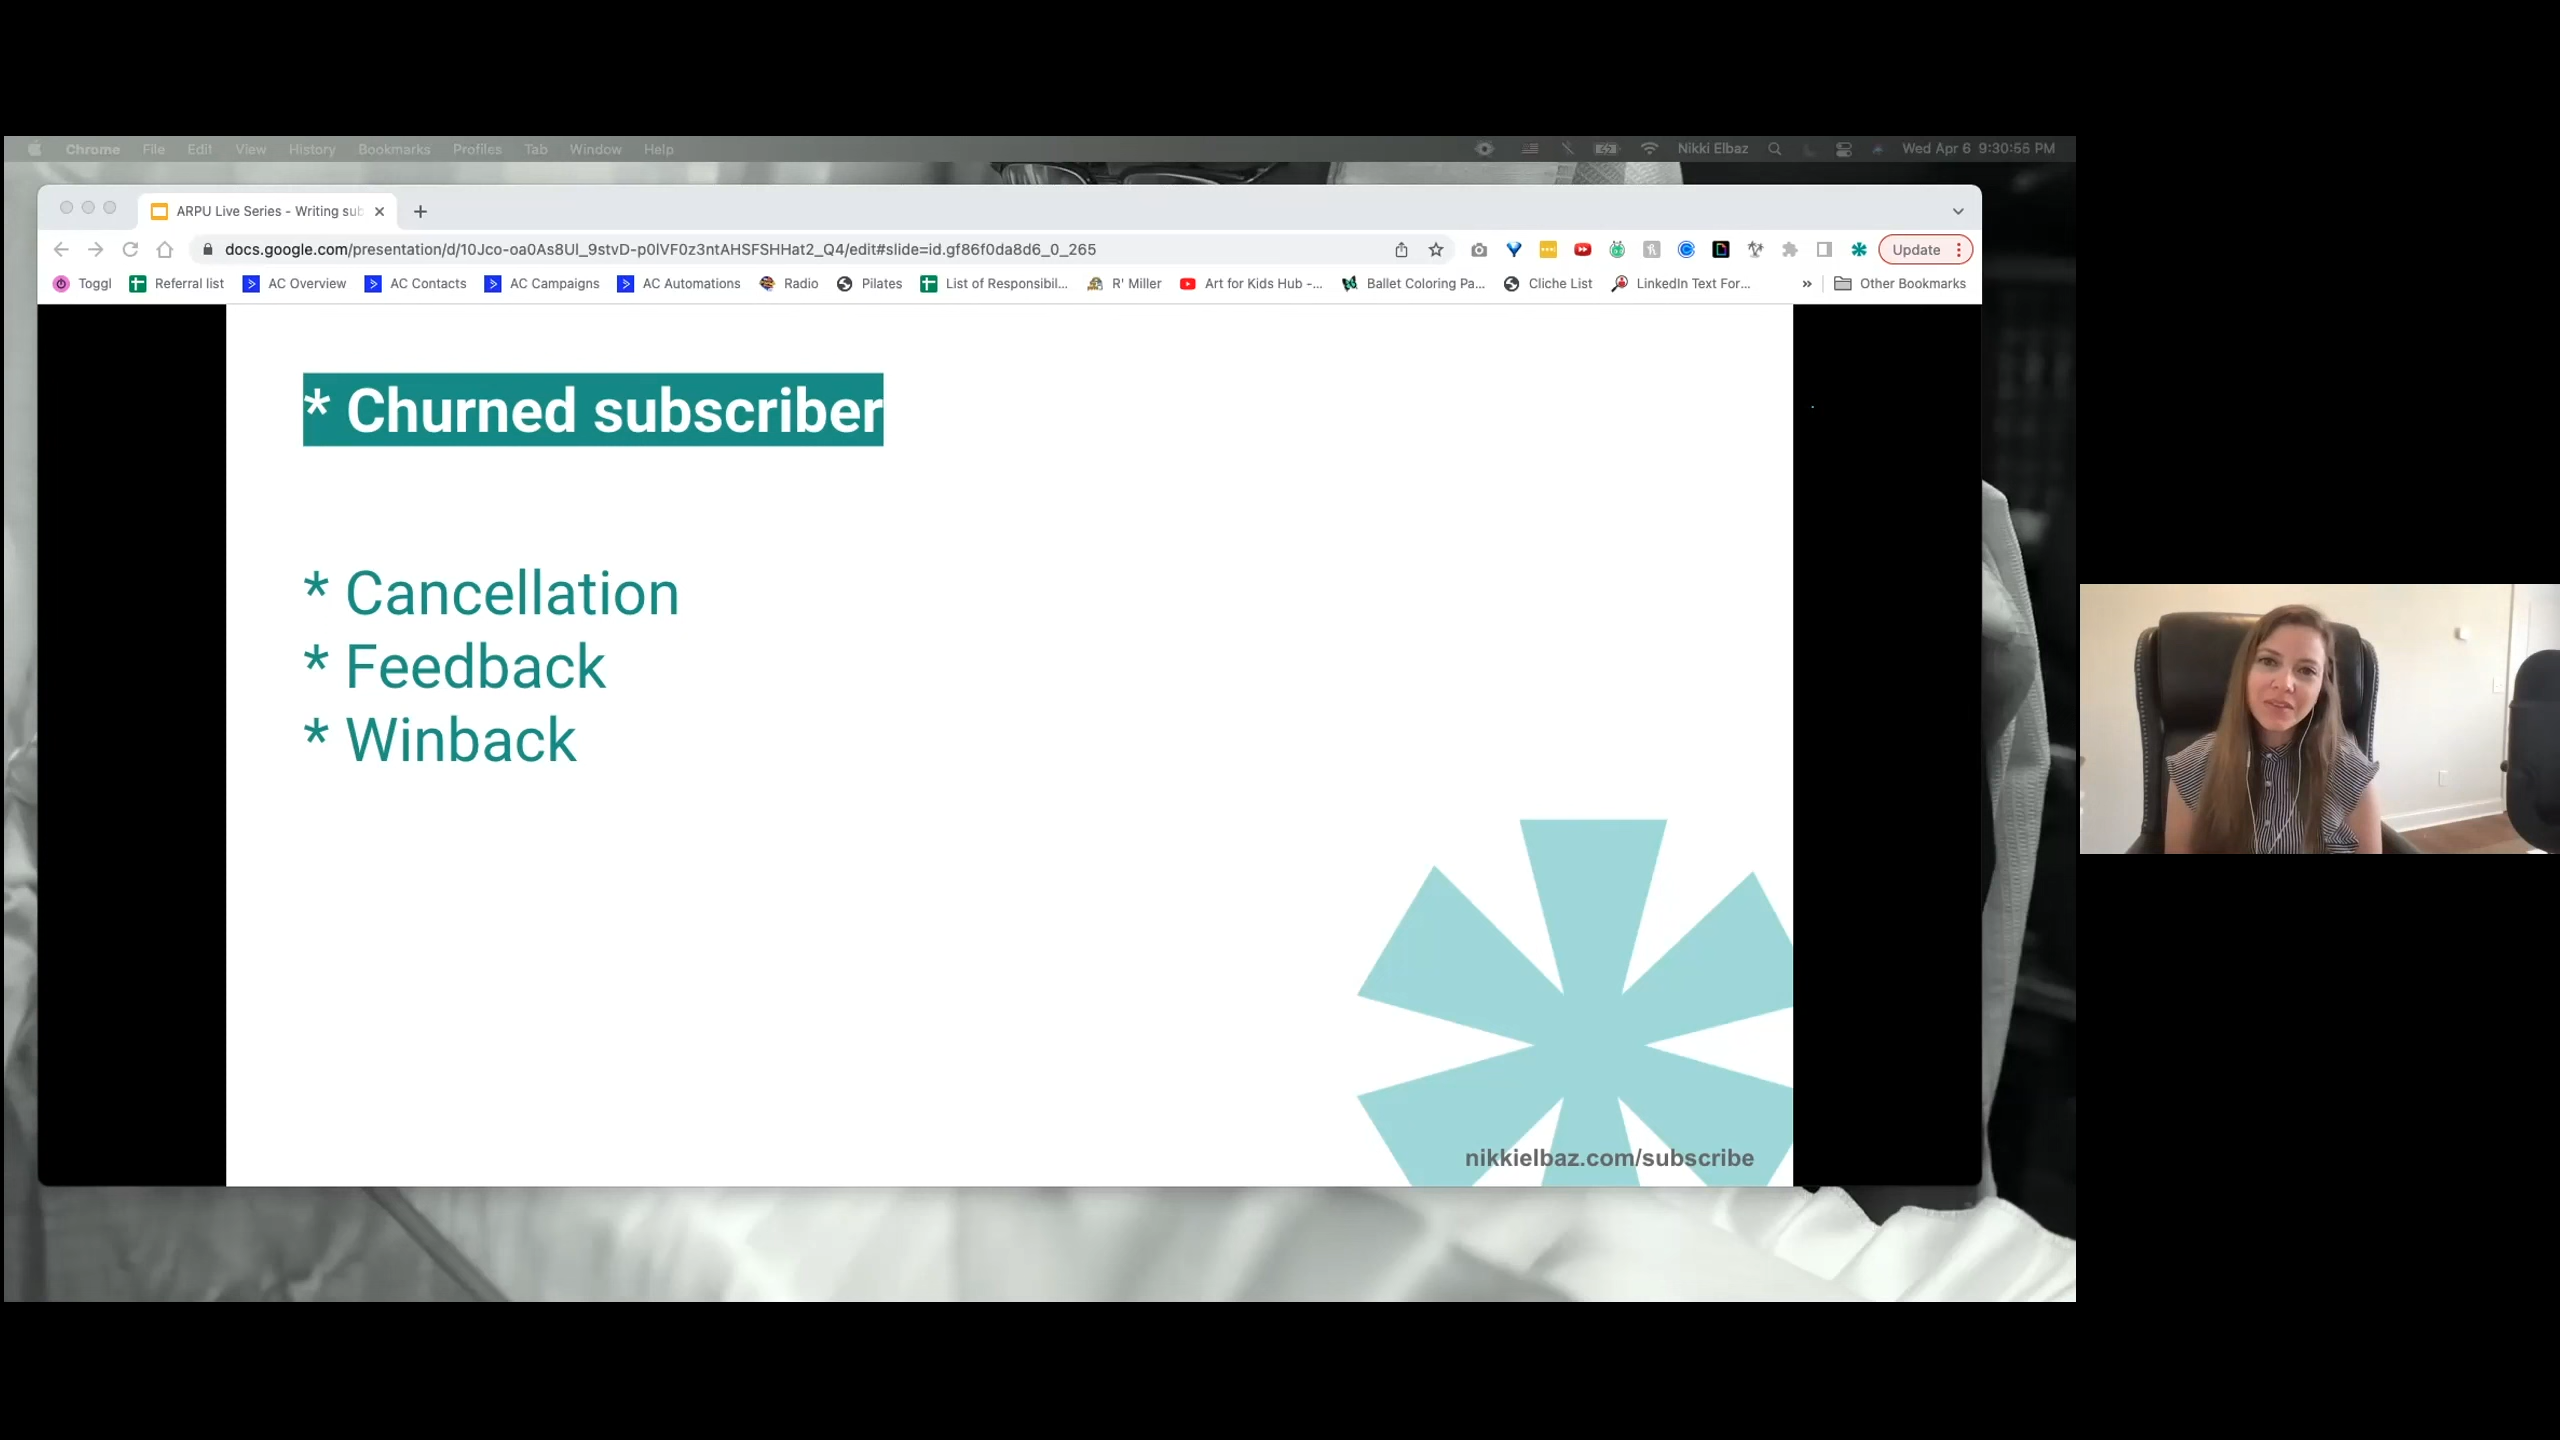 Chrome File Edit View History Bookmarks Profiles Tab Window Help Nikki Elbaz Wed Apr 6 9:30:55 PM
ARPU Live Series - Writing sub
docs.google.com/presentation/d/10Jco-oa0As8Ul_9stvD-p0lVF0z3ntAHSFSHHat2_Q4/edit#slide=id.gf86f0da8d6_0_265 Update
Toggl Referral list AC Overview AC Contacts AC Campaigns AC Automations Radio Pilates List of Responsibil... R' Miller Art for Kids Hub -... Ballet Coloring Pa... Cliche List LinkedIn Text For... » Other Bookmarks
* Churned subscriber
* Cancellation
* Feedback
* Winback
nikkielbaz.com/subscribe